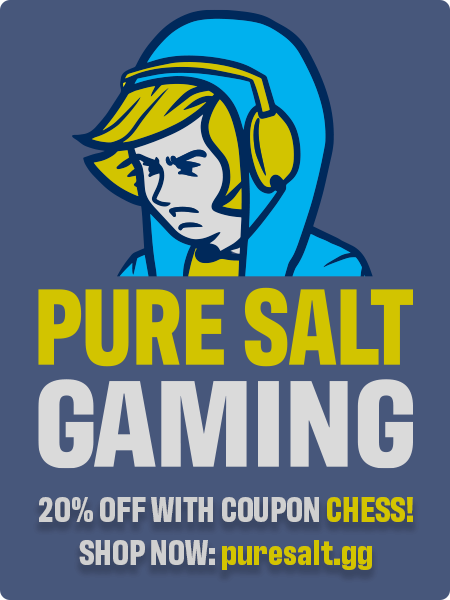 PURE SALT
GAMING
20% OFF WITH COUPON CHESS!
SHOP NOW: puresalt.gg